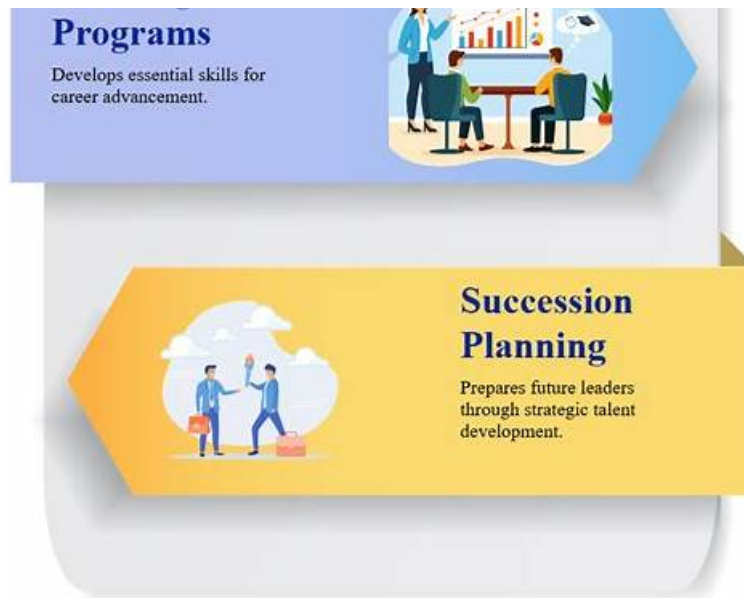 Programs
Develops essential skills for
career advancement.
Succession
Planning
Prepares future leaders
through strategic talent
development.